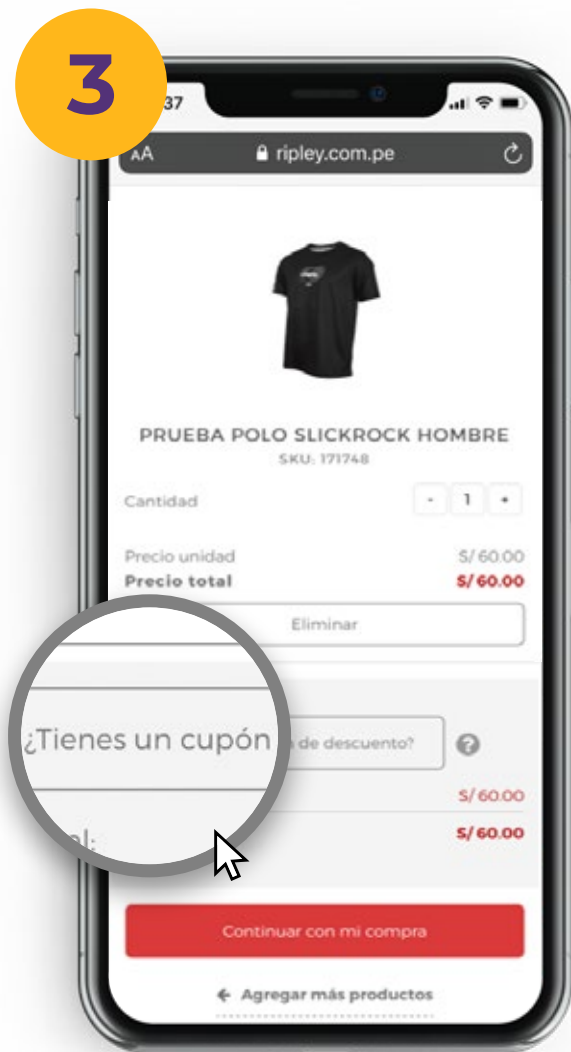 3
37
AA ripley.com.pe
PRUEBA POLO SLICKROCK HOMBRE
SKU: 171748
Cantidad - 1 +
Precio unidad S/ 60.00
Precio total S/ 60.00
Eliminar
¿Tienes un cupón de descuento? ?
S/ 60.00
al: S/ 60.00
Continuar con mi compra
← Agregar más productos